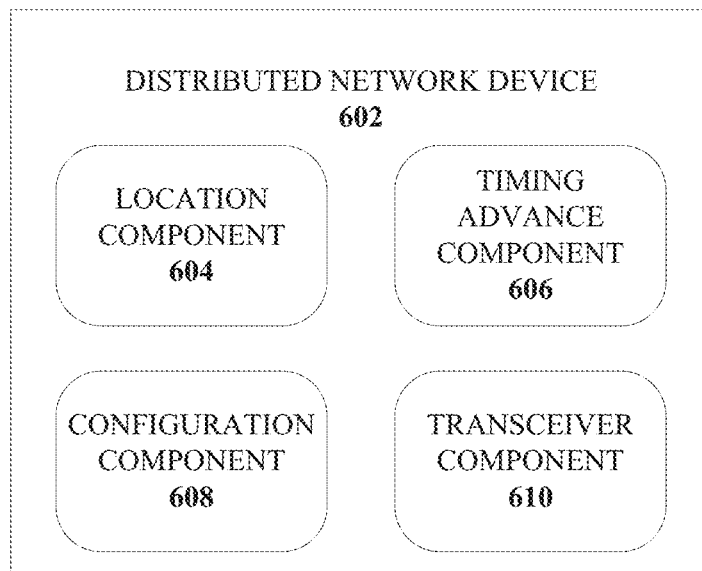 DISTRIBUTED NETWORK DEVICE
602
LOCATION
COMPONENT
604
TIMING
ADVANCE
COMPONENT
606
CONFIGURATION
COMPONENT
608
TRANSCEIVER
COMPONENT
610